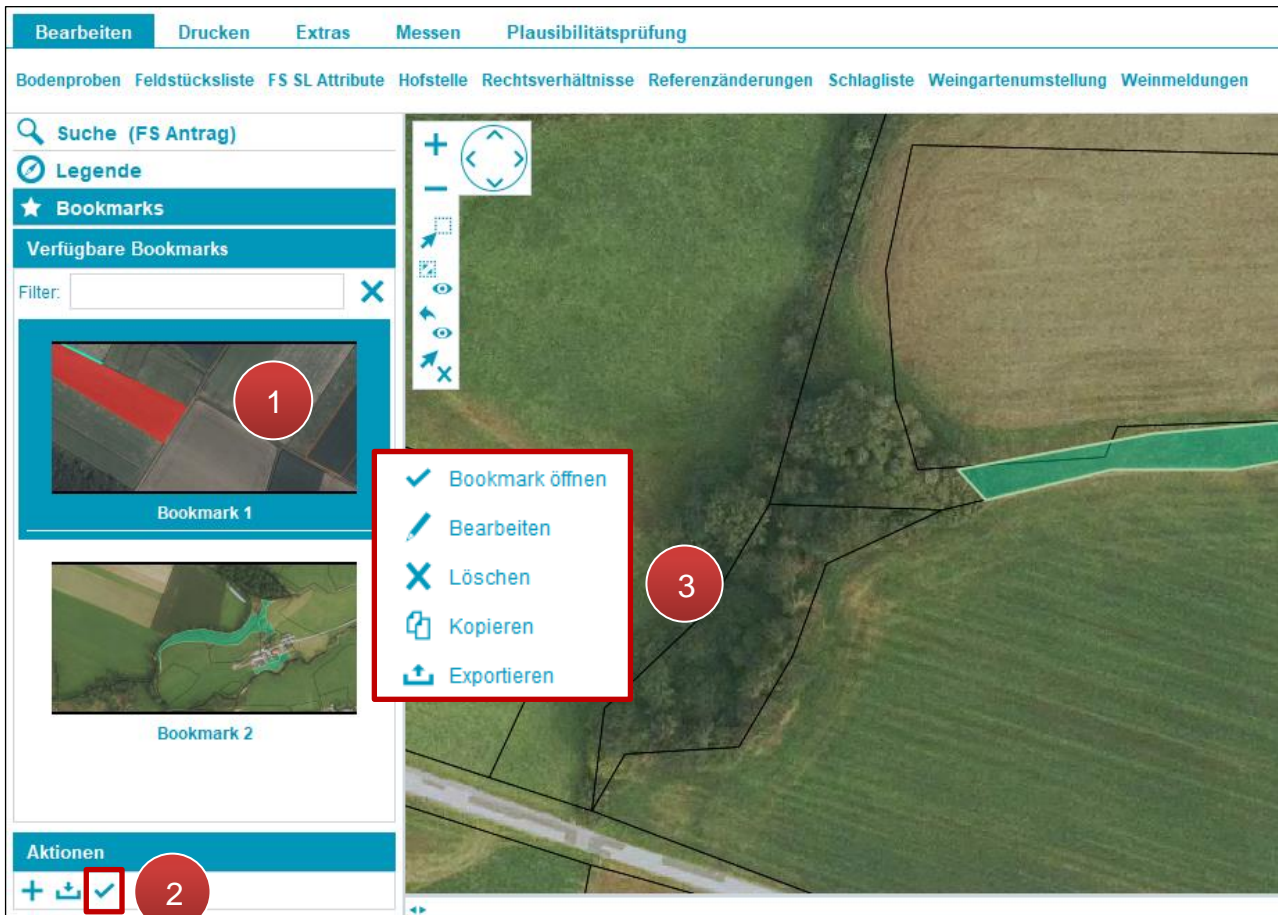 Bearbeiten Drucken Extras Messen Plausibilitätsprüfung
Bodenproben Feldstücksliste FS SL Attribute Hofstelle Rechtsverhältnisse Referenzänderungen Schlagliste Weingartenumstellung Weinmeldungen
Suche (FS Antrag)
Legende
Bookmarks
Verfügbare Bookmarks
Filter:
1
Bookmark 1
Bookmark öffnen
Bearbeiten
Löschen
Kopieren
Exportieren
3
Bookmark 2
Aktionen
2